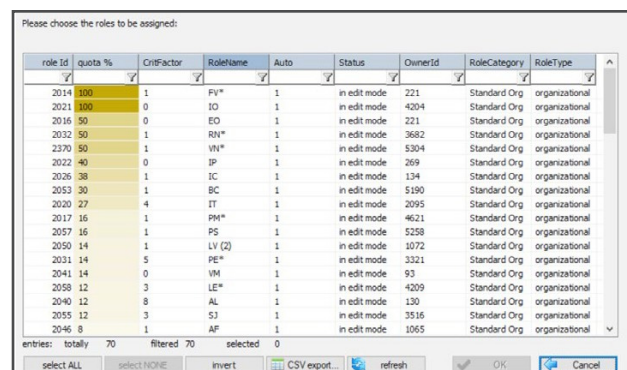 Please choose the roles to be assigned:
role Id quota % CritFactor RoleName Auto Status OwnerId RoleCategory RoleType
2014 100 1 FV* 1 in edit mode 221 Standard Org organizational
2021 100 0 IO 1 in edit mode 4204 Standard Org organizational
2016 50 0 EO 1 in edit mode 221 Standard Org organizational
2032 50 1 RN* 1 in edit mode 3682 Standard Org organizational
2370 50 1 VN* 1 in edit mode 5304 Standard Org organizational
2022 40 0 IP 1 in edit mode 269 Standard Org organizational
2026 38 1 IC 1 in edit mode 134 Standard Org organizational
2053 30 1 BC 1 in edit mode 5190 Standard Org organizational
2020 27 4 IT 1 in edit mode 2095 Standard Org organizational
2017 16 1 PM* 1 in edit mode 4621 Standard Org organizational
2057 16 1 PS 1 in edit mode 5258 Standard Org organizational
2050 14 1 LV (2) 1 in edit mode 1072 Standard Org organizational
2031 14 5 PE* 1 in edit mode 3321 Standard Org organizational
2041 14 0 VM 1 in edit mode 93 Standard Org organizational
2058 12 3 LE* 1 in edit mode 4209 Standard Org organizational
2040 12 8 AL 1 in edit mode 130 Standard Org organizational
2055 12 3 SJ 1 in edit mode 3516 Standard Org organizational
2046 8 1 AF 1 in edit mode 1065 Standard Org organizational
entries: totally 70 filtered 70 selected 0
select ALL select NONE invert CSV export... refresh OK Cancel